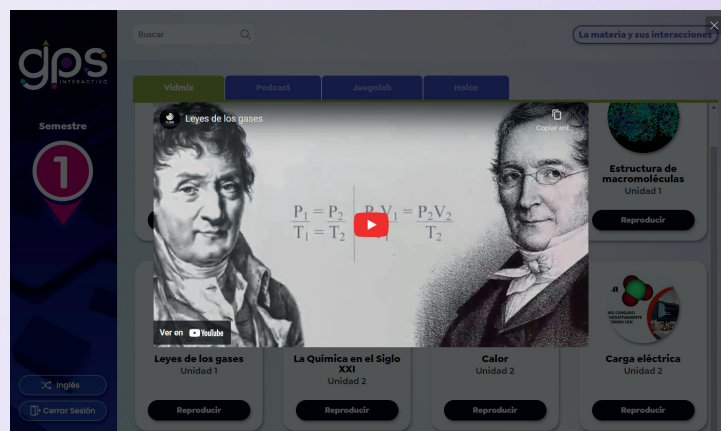 gps
INTERACTIVO
Semestre
1
Inglés
Cerrar Sesión
Buscar
La materia y sus interacciones
Vidmix
Podcast
Juegolab
Holox
Leyes de los gases
Copiar enl...
P₁ = P₂
T₁ = T₂
P₁V₁ = P₂V₂
T₂
Ver en YouTube
Estructura de
macromoléculas
Unidad 1
Reproducir
Leyes de los gases
Unidad 1
Reproducir
La Quimica en el Siglo
XXI
Unidad 2
Reproducir
Calor
Unidad 2
Reproducir
NO CARGADO
Carga eléctrica
Unidad 2
Reproducir